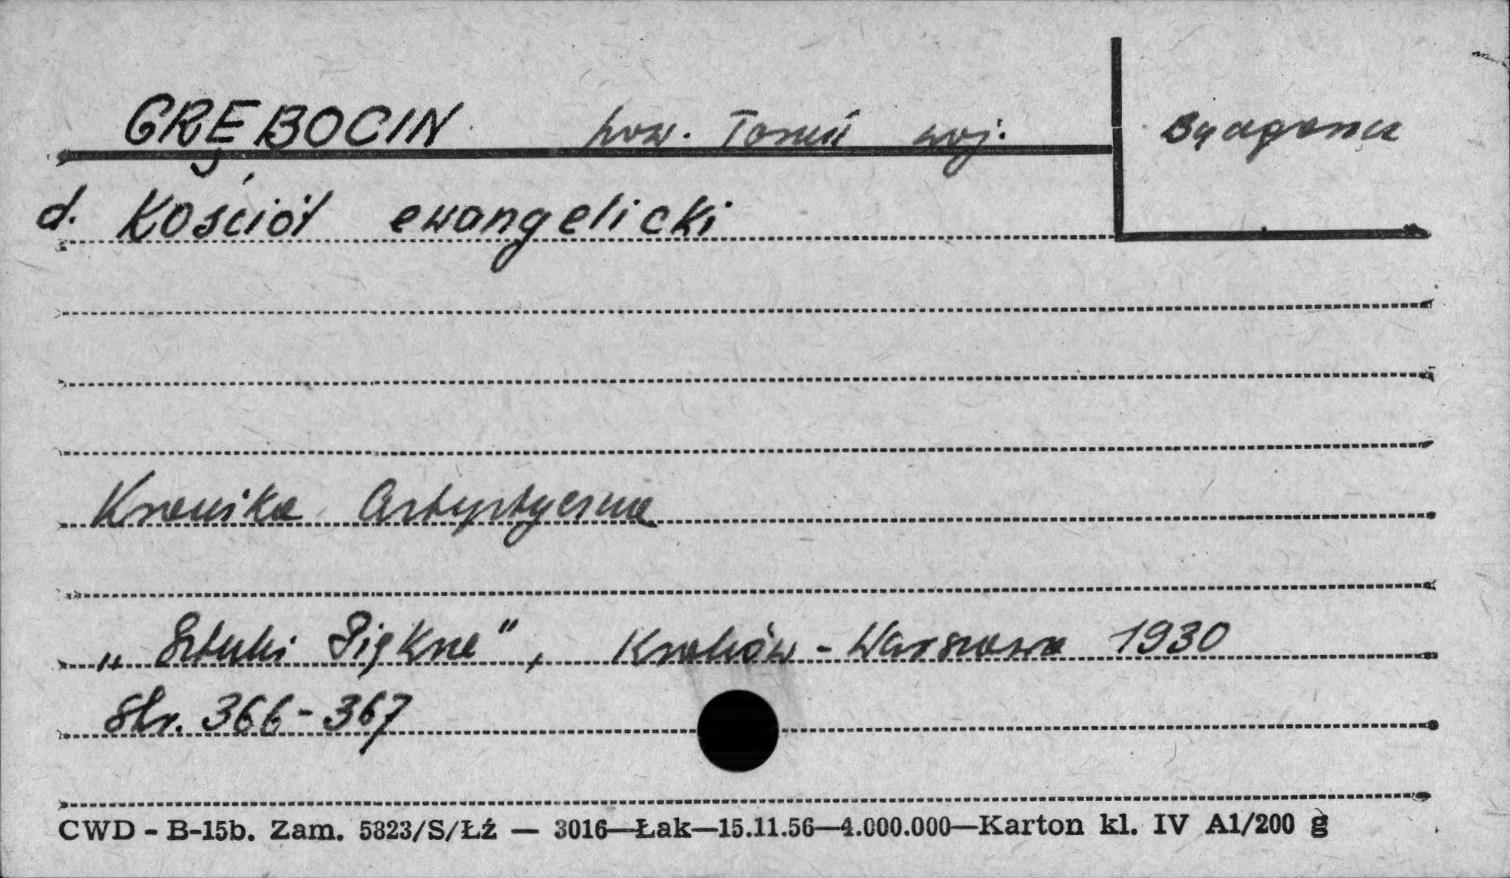 GRĘBOCIN pow. Toruń woj. Bydgoszcz
d. Kościół ewangelicki
Kronika Artystyczna
„Sztuki Piękne", Kraków - Warszawa 1930
Str. 366-367
CWD - B-15b. Zam. 5823/S/Łź — 3016—Łak—15.11.56—4.000.000—Karton kl. IV A1/200 g